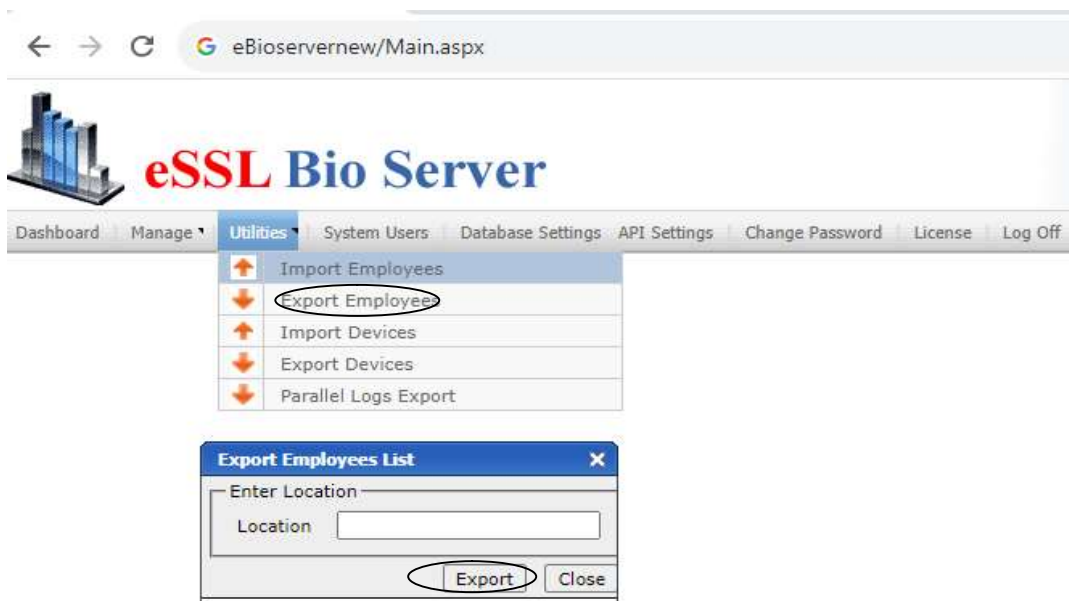 eBioservernew/Main.aspx
eSSL Bio Server
Dashboard Manage Utilities System Users Database Settings API Settings Change Password License Log Off
Import Employees
Export Employees
Import Devices
Export Devices
Parallel Logs Export
Export Employees List
Enter Location
Location
Export Close